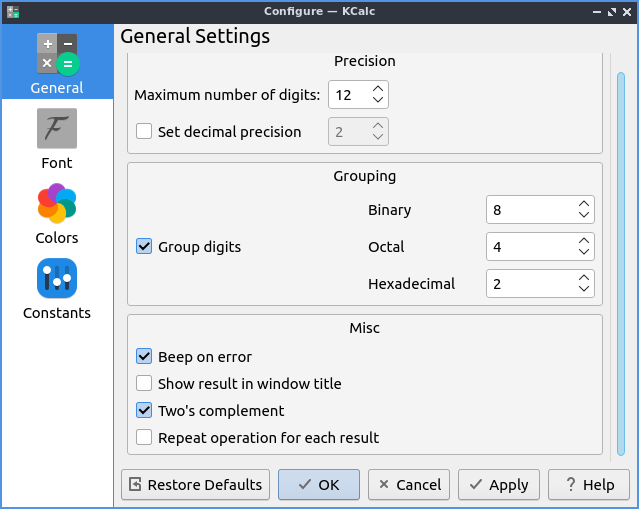 Configure — KCalc
General Settings
General
Font
Colors
Constants
Precision
Maximum number of digits: 12
Set decimal precision 2
Grouping
Binary 8
Group digits Octal 4
Hexadecimal 2
Misc
Beep on error
Show result in window title
Two's complement
Repeat operation for each result
Restore Defaults OK Cancel Apply ? Help